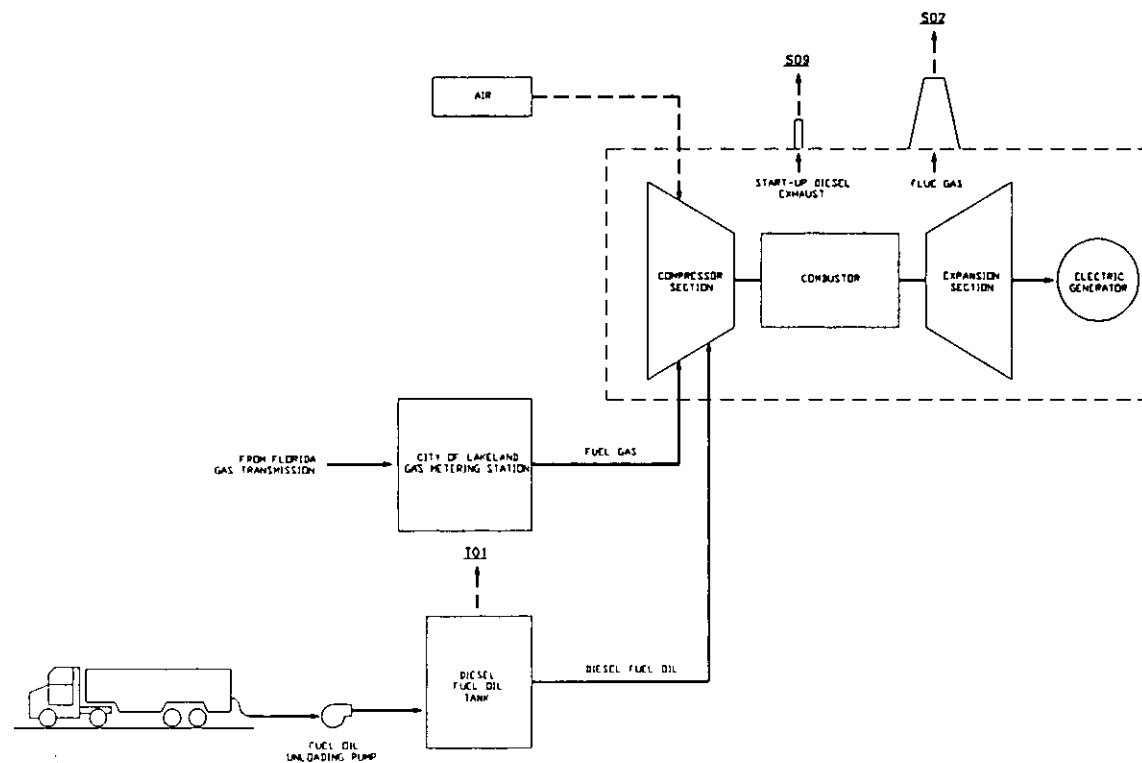 S02
S09
AIR
START-UP DIESEL
EXHAUST
FLUE GAS
COMPRESSOR
SECTION
COMBUSTOR
EXPANSION
SECTION
ELECTRIC
GENERATOR
FROM FLORIDA
GAS TRANSMISSION
CITY OF LAKELAND
GAS METERING STATION
FUEL GAS
T01
DIESEL
FUEL OIL
TANK
DIESEL FUEL OIL
FUEL OIL
UNLOADING PUMP